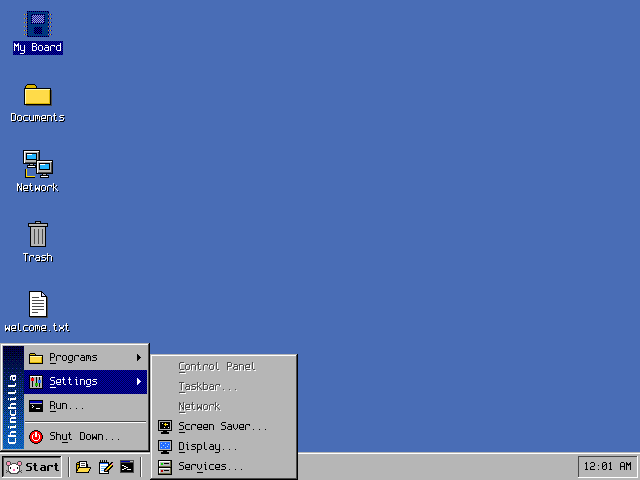 My Board
Documents
Network
Trash
welcome.txt
Chinchilla
Programs
Settings
Run...
Shut Down...
Control Panel
Taskbar...
Network
Screen Saver...
Display...
Services...
Start
12:01 AM